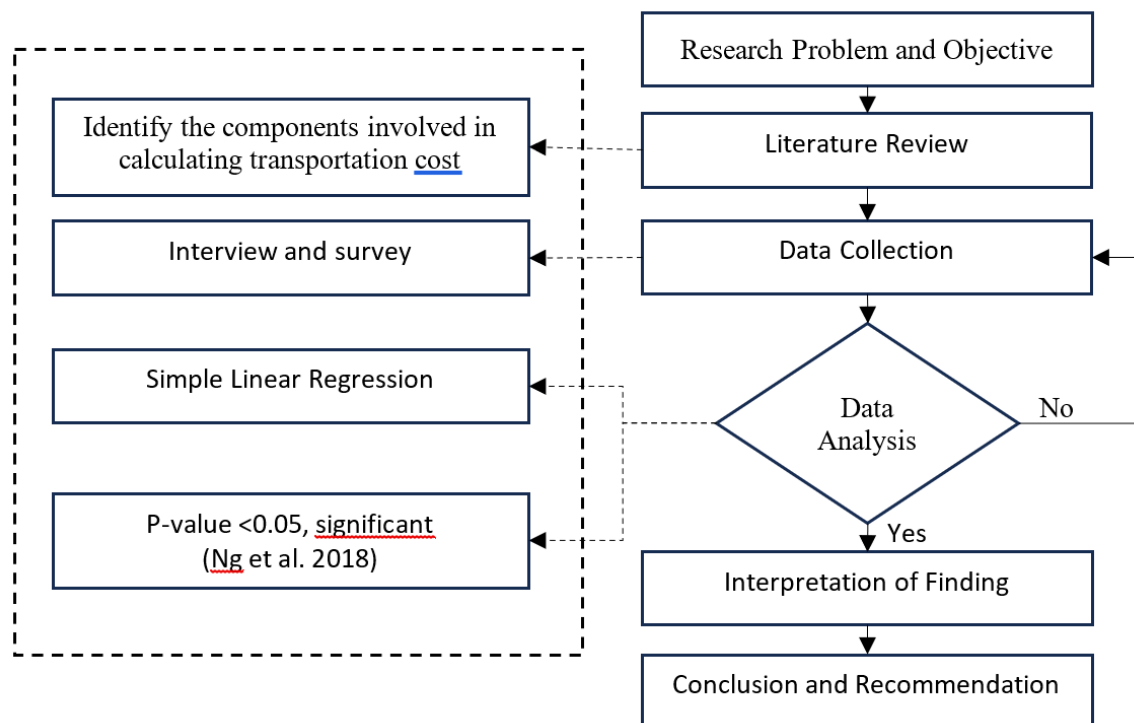 Research Problem and Objective
Identify the components involved in
calculating transportation cost
Literature Review
Interview and survey
Data Collection
Simple Linear Regression
Data
Analysis
No
P-value <0.05, significant
(Ng et al. 2018)
Yes
Interpretation of Finding
Conclusion and Recommendation